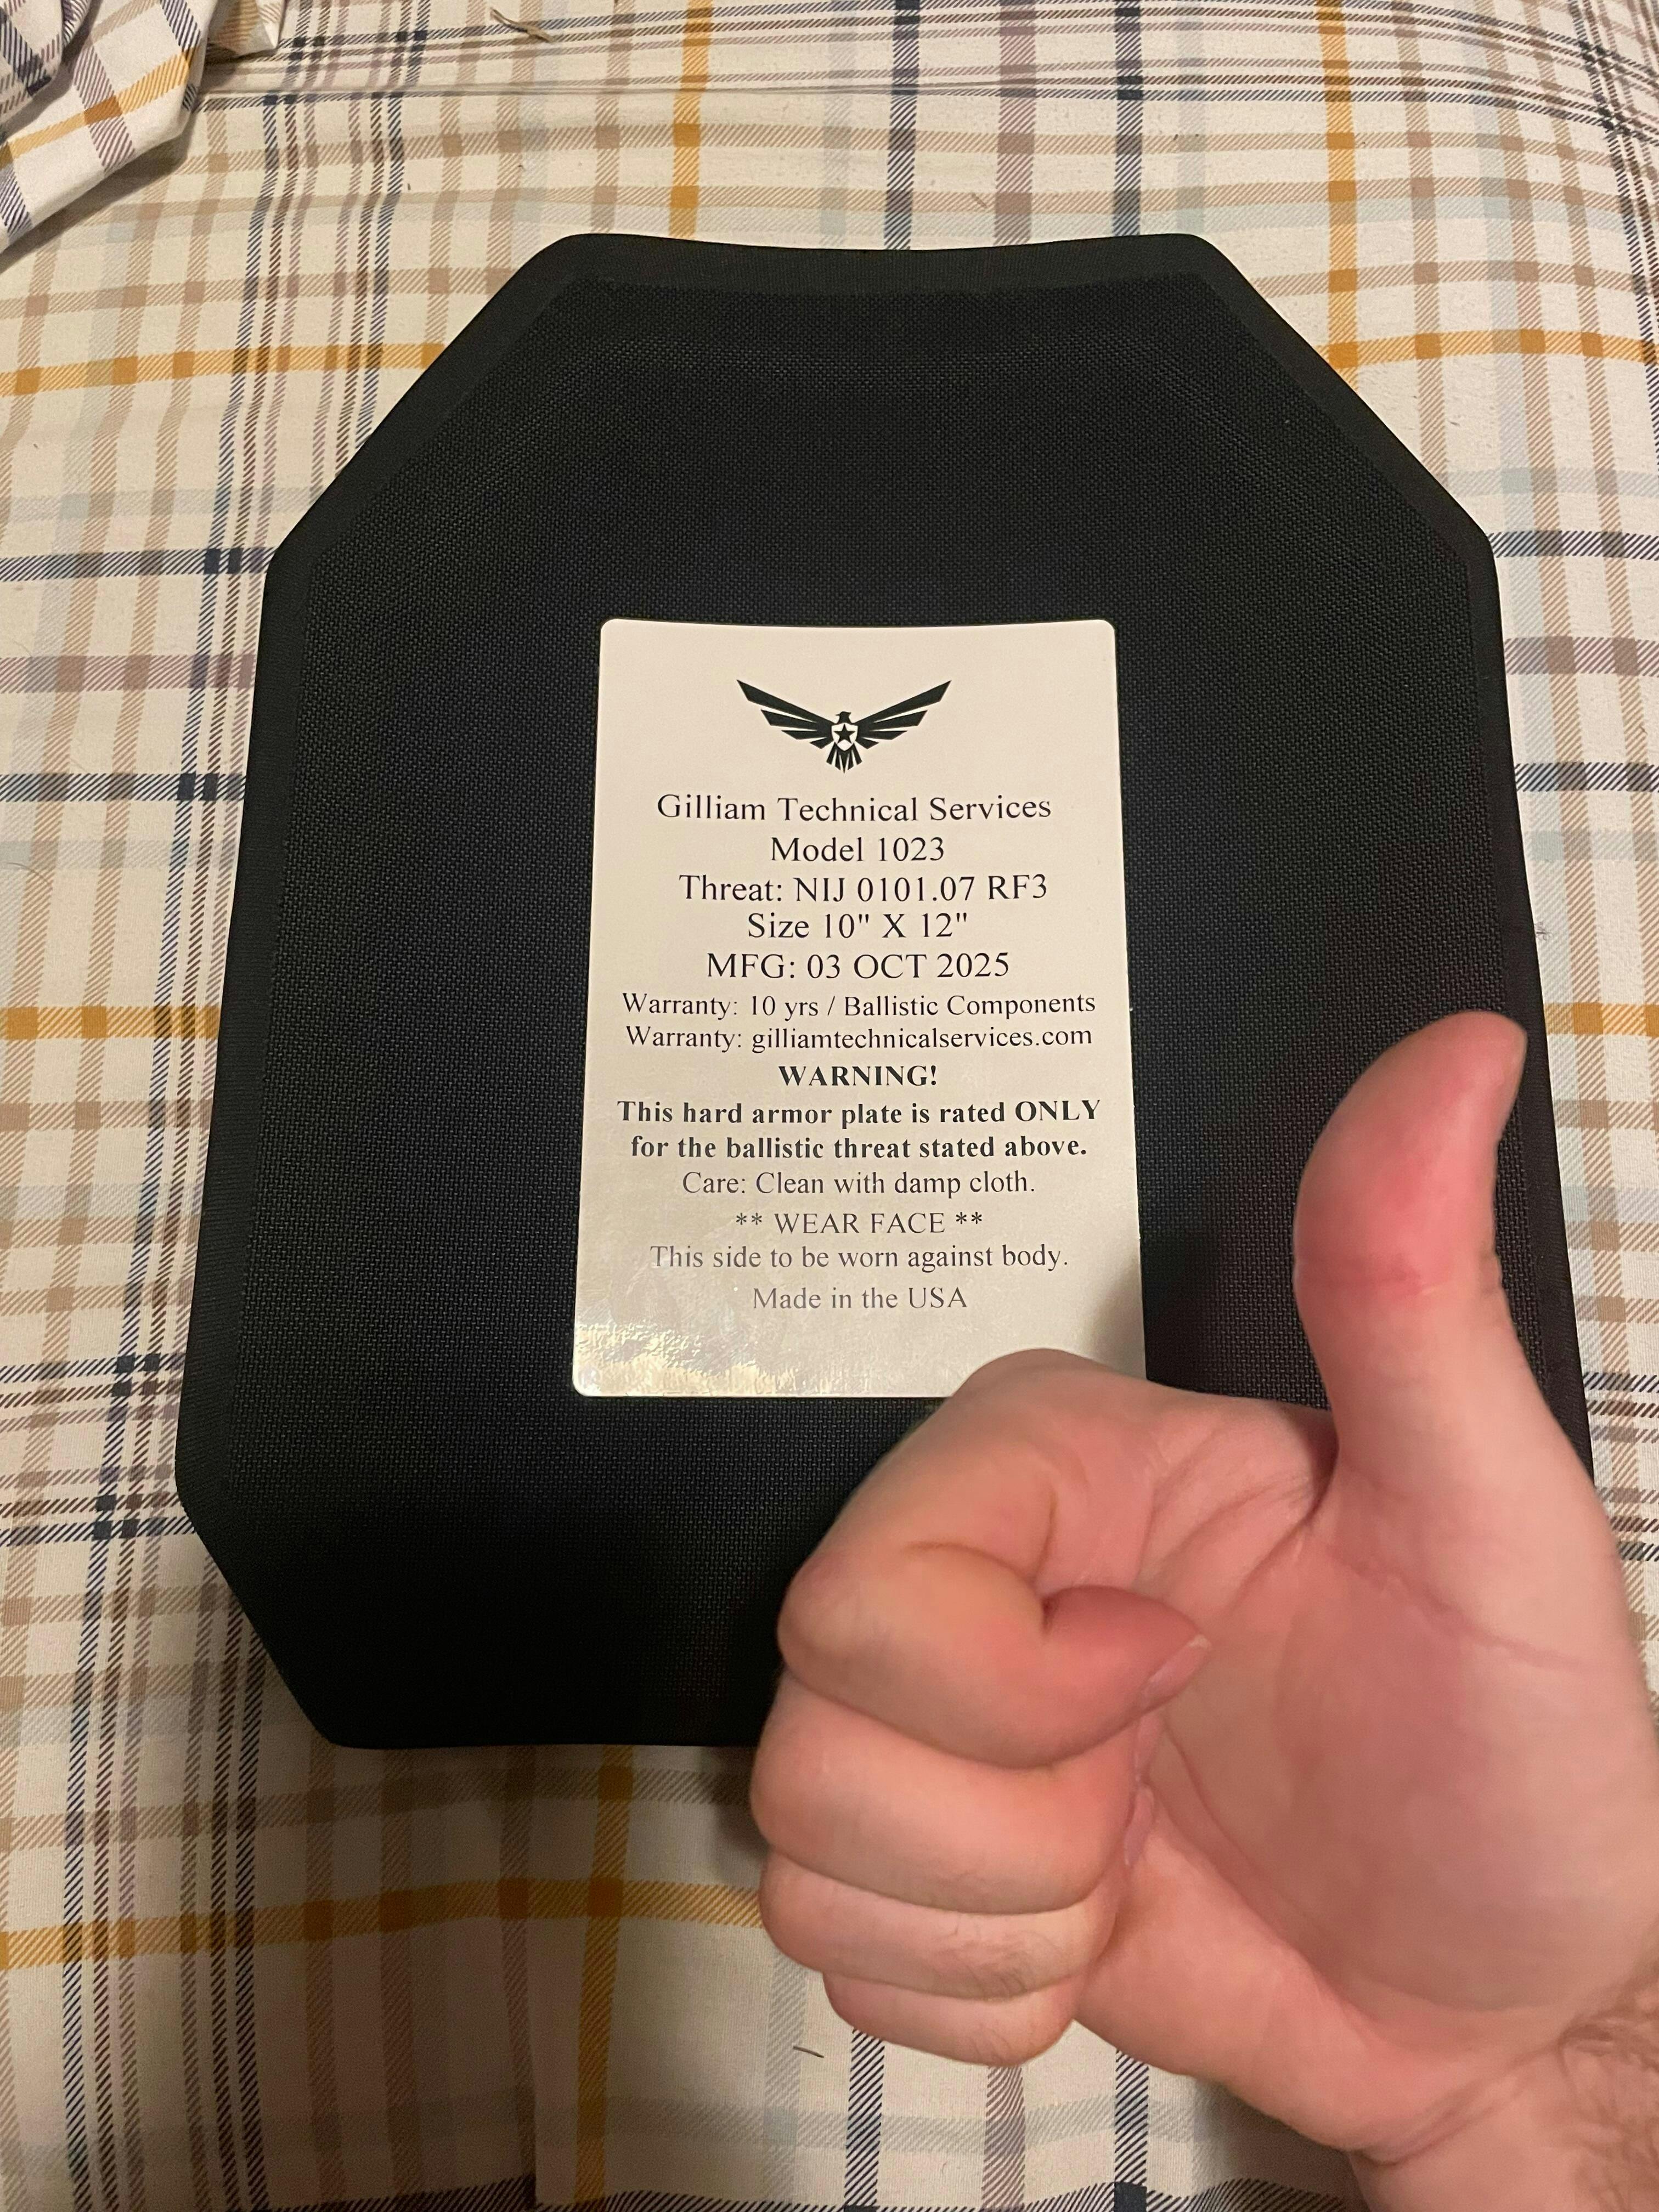 Gilliam Technical Services
Model 1023
Threat: NIJ 0101.07 RF3
Size 10" X 12"
MFG: 03 OCT 2025
Warranty: 10 yrs / Ballistic Components
Warranty: gilliamtechnicalservices.com
WARNING!
This hard armor plate is rated ONLY
for the ballistic threat stated above.
Care: Clean with damp cloth.
** WEAR FACE **
This side to be worn against body.
Made in the USA